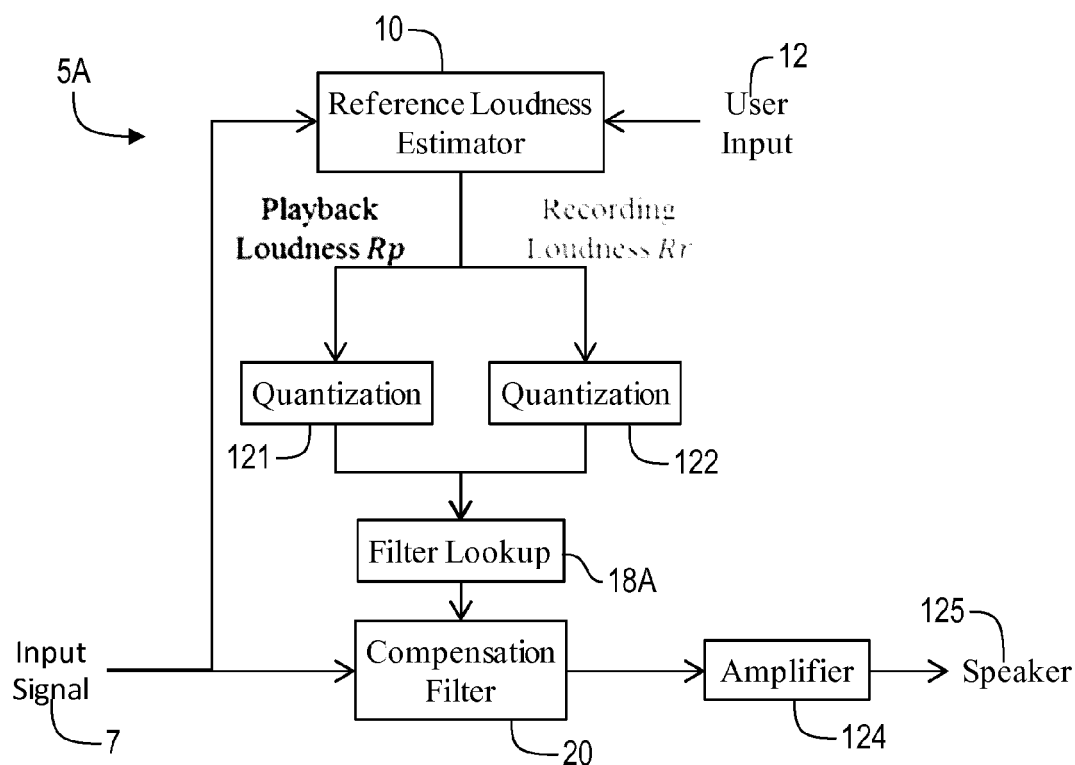 10
5A
12
Reference Loudness
Estimator
User
Input
Playback
Loudness Rp
Recording
Loudness Rr
Quantization
Quantization
121
122
Filter Lookup
18A
125
Input
Signal
Compensation
Filter
Amplifier
Speaker
7
20
124